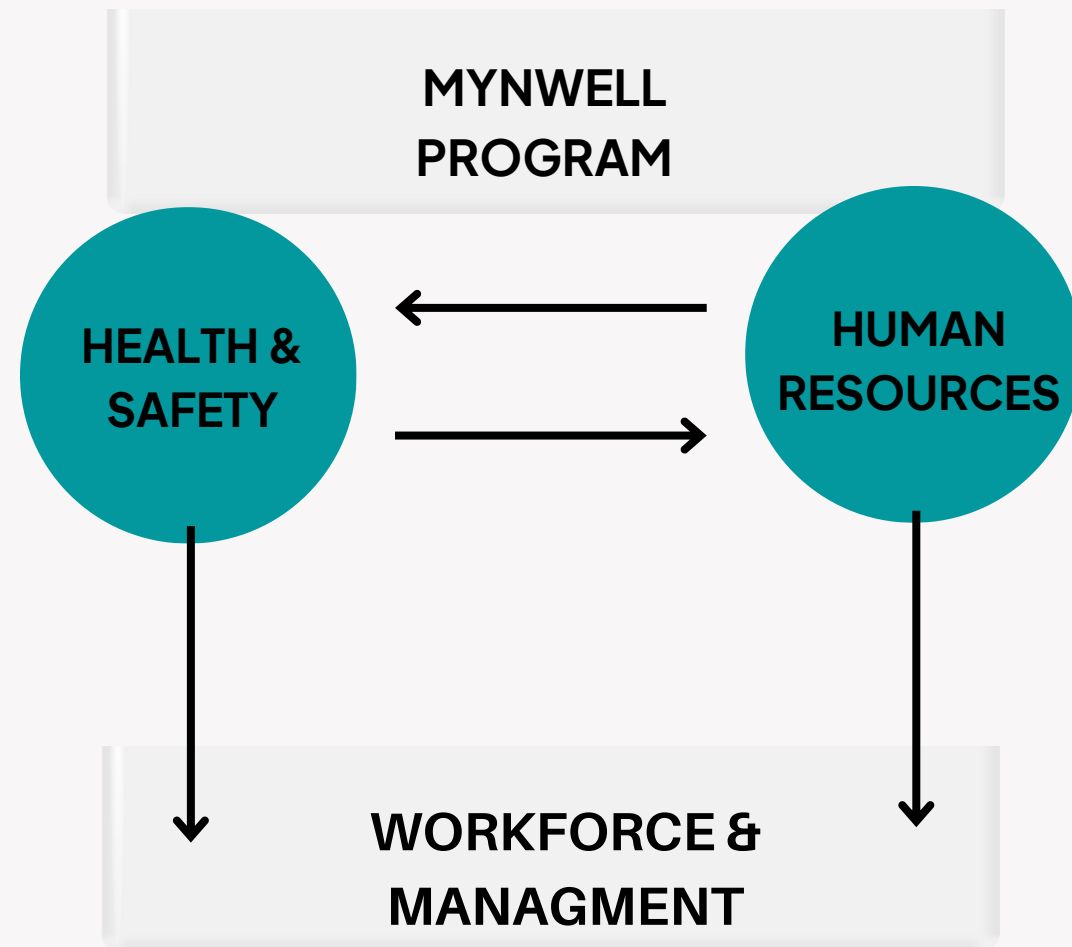 MYNWELL
PROGRAM
HEALTH &
SAFETY
HUMAN
RESOURCES
WORKFORCE &
MANAGMENT